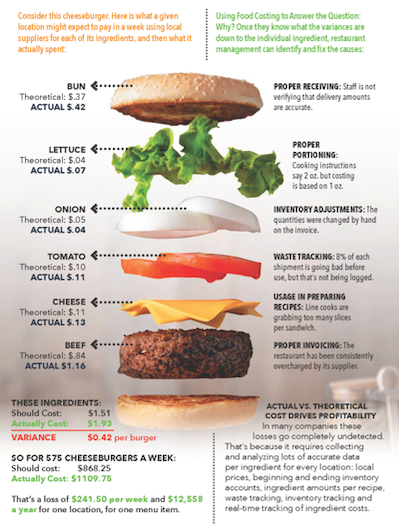 Consider this cheeseburger. Here is what a given
location might expect to pay in a week using local
suppliers for each of its ingredients, and then what it
actually spent:
Using Food Costing to Answer the Question:
Why? Once they know what the variances are
down to the individual ingredient, restaurant
management can identify and fix the causes:
BUN
Theoretical: $.37
ACTUAL $.42
PROPER RECEIVING: Staff is not
verifying that delivery amounts
are accurate.
LETTUCE
Theoretical: $.04
ACTUAL $.07
PROPER
PORTIONING:
Cooking instructions
say 2 oz. but costing
is based on 1 oz.
ONION
Theoretical: $.05
ACTUAL $.04
INVENTORY ADJUSTMENTS: The
quantities were changed by hand
on the invoice.
TOMATO
Theoretical: $.10
ACTUAL $.11
WASTE TRACKING: 8% of each
shipment is going bad before
use, but that's not being logged.
CHEESE
Theoretical: $.11
ACTUAL $.13
USAGE IN PREPARING
RECIPES: Line cooks are
grabbing too many slices
per sandwich.
BEEF
Theoretical: $.84
ACTUAL $1.16
PROPER INVOICING: The
restaurant has been consistently
overcharged by its supplier.
THESE INGREDIENTS:
Should Cost: $1.51
Actually Cost: $1.93
VARIANCE $0.42 per burger
SO FOR 575 CHEESEBURGERS A WEEK:
Should cost: $868.25
Actually Cost: $1109.75
That's a loss of $241.50 per week and $12,558
a year for one location, for one menu item.
ACTUAL VS. THEORETICAL
COST DRIVES PROFITABILITY
In many companies these
losses go completely undetected.
That's because it requires collecting
and analyzing lots of accurate data
per ingredient for every location: local
prices, beginning and ending inventory
accounts, ingredient amounts per recipe,
waste tracking, inventory tracking and
real-time tracking of ingredient costs.